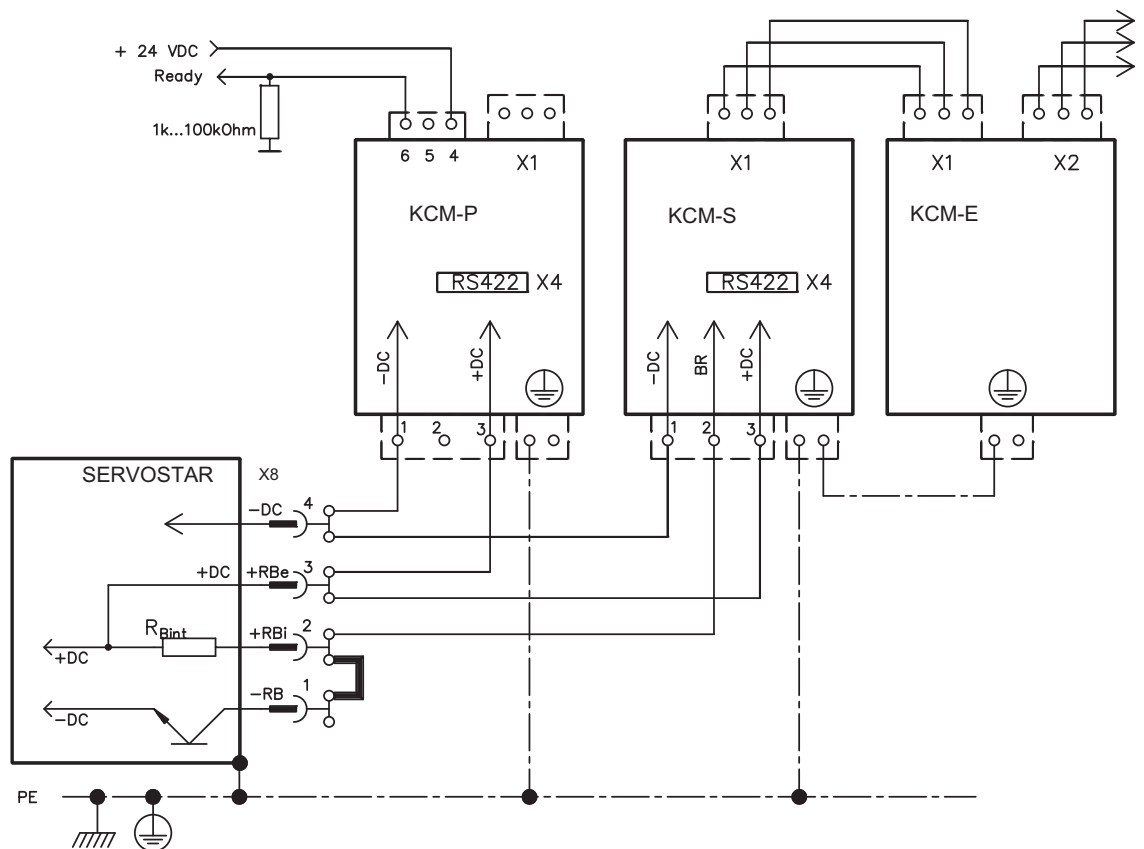 + 24 VDC
Ready
1k...100kOhm
6 5 4
X1
X1
X1
X2
KCM-P
KCM-S
KCM-E
RS422 X4
RS422 X4
-DC
+DC
-DC
BR
+DC
1 2 3
1 2 3
SERVOSTAR
X8
-DC 4
+DC +RBe 3
RBint
+RBi 2
+DC
-RB 1
-DC
PE